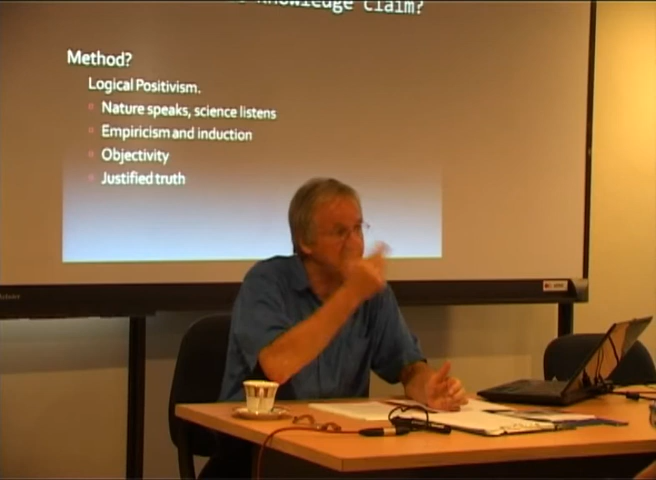 Knowledge Claim?
Method?
Logical Positivism.
Nature speaks, science listens
Empiricism and induction
Objectivity
Justified truth